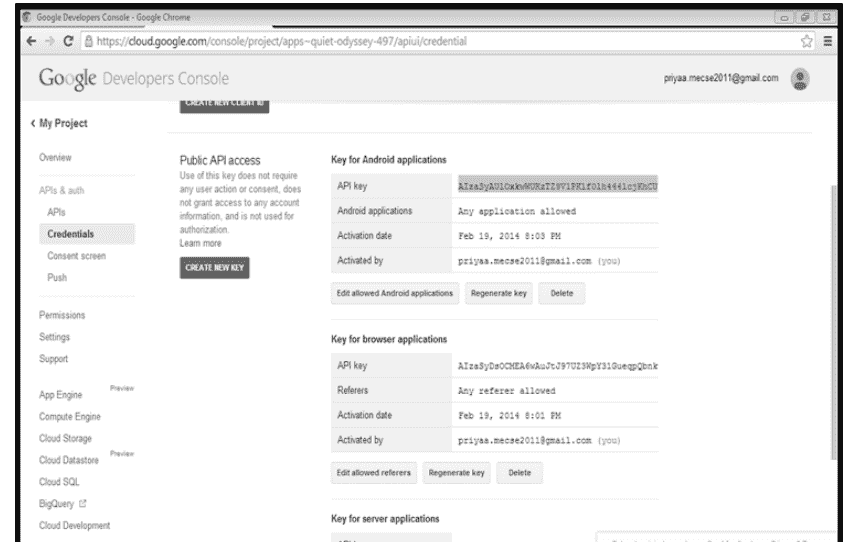 Google Developers Console - Google Chrome
https://cloud.google.com/console/project/apps~quiet-odyssey-497/apiui/credential
Google Developers Console
priyaa.mecse2011@gmail.com
CREATE NEW CLIENT ID
< My Project
Overview
APIs & auth
APIs
Credentials
Consent screen
Push
Permissions
Settings
Support
App Engine Preview
Compute Engine
Cloud Storage
Cloud Datastore Preview
Cloud SQL
BigQuery
Cloud Development
Public API access
Use of this key does not require
any user action or consent, does
not grant access to any account
information, and is not used for
authorization.
Learn more
CREATE NEW KEY
Key for Android applications
API key
Android applications Any application allowed
Activation date Feb 19, 2014 8:03 PM
Activated by priyaa.mecse2011@gmail.com (you)
Edit allowed Android applications Regenerate key Delete
Key for browser applications
API key
Referers Any referer allowed
Activation date Feb 19, 2014 8:01 PM
Activated by priyaa.mecse2011@gmail.com (you)
Edit allowed referers Regenerate key Delete
Key for server applications